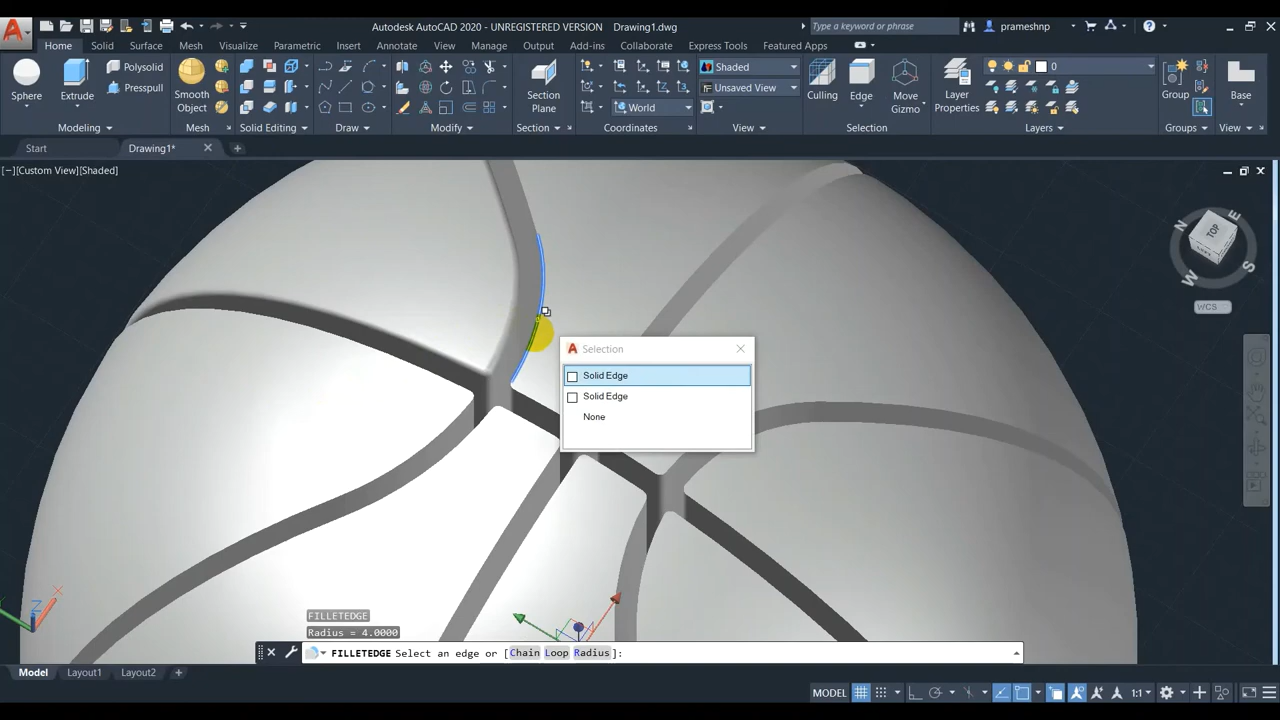 Autodesk AutoCAD 2020 - UNREGISTERED VERSION Drawing1.dwg
Type a keyword or phrase
prameshnp
Home Solid Surface Mesh Visualize Parametric Insert Annotate View Manage Output Add-ins Collaborate Express Tools Featured Apps
Polysolid
Presspull
Sphere
Extrude
Smooth
Object
Section
Plane
Shaded
Unsaved View
World
Culling
Edge
Move
Gizmo
Layer
Properties
0
Group
Base
Modeling
Mesh
Solid Editing
Draw
Modify
Section
Coordinates
View
Selection
Layers
Groups
View
Start
Drawing1*
[−][Custom View][Shaded]
N
E
TOP
W
S
WCS
Selection
Solid Edge
Solid Edge
None
X
Z
FILLETEDGE
Radius = 4.0000
FILLETEDGE Select an edge or [Chain Loop Radius]:
Model Layout1 Layout2
MODEL
1:1